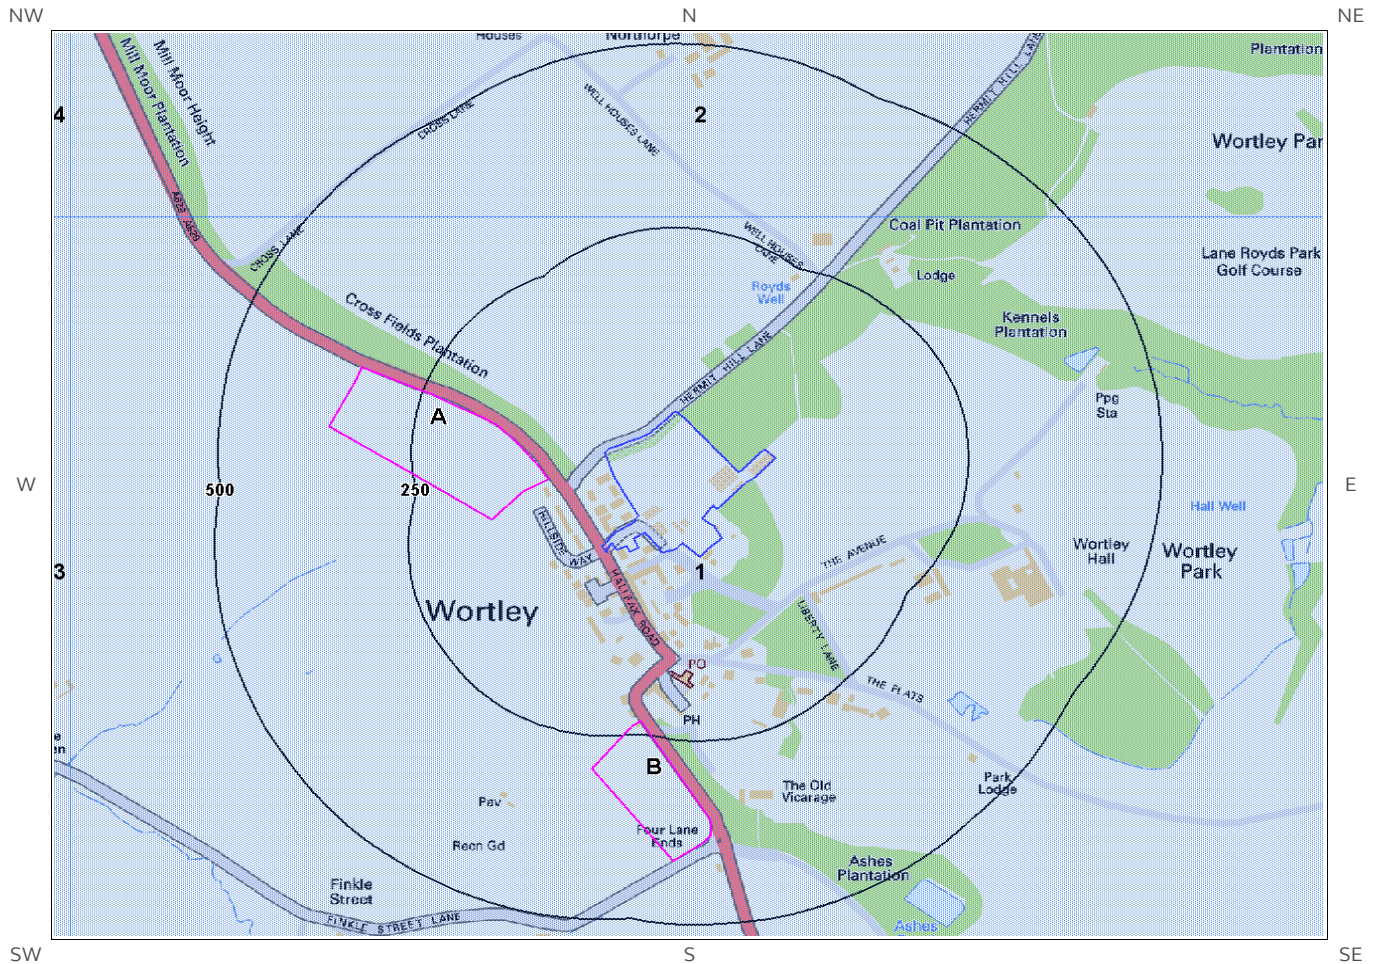 NW
N
NE
Houses
Northorpe
Plantation
Mill Moor Height
Mill Moor Plantation
4
2
CROSS LANE
WELL HOUSES LANE
HERMIT HILL LANE
Wortley Par
A629 A629
CROSS LANE
WELL HOUSES
LANE
Coal Pit Plantation
Lane Royds Park
Golf Course
Lodge
Royds
Well
Cross Fields Plantation
Kennels
Plantation
HERMIT HILL LANE
Ppg
Sta
A
W
500
250
E
Hall Well
HILLSIDE WAY
THE AVENUE
Wortley
Hall
Wortley
Park
3
1
HALIFAX ROAD
Wortley
LIBERTY LANE
PO
THE FLATS
PH
e
en
B
The Old
Vicarage
Park
Lodge
Pav
Four Lane
Ends
Recn Gd
Ashes
Plantation
Finkle
Street
FINKLE STREET LANE
Ashes
SW
S
SE